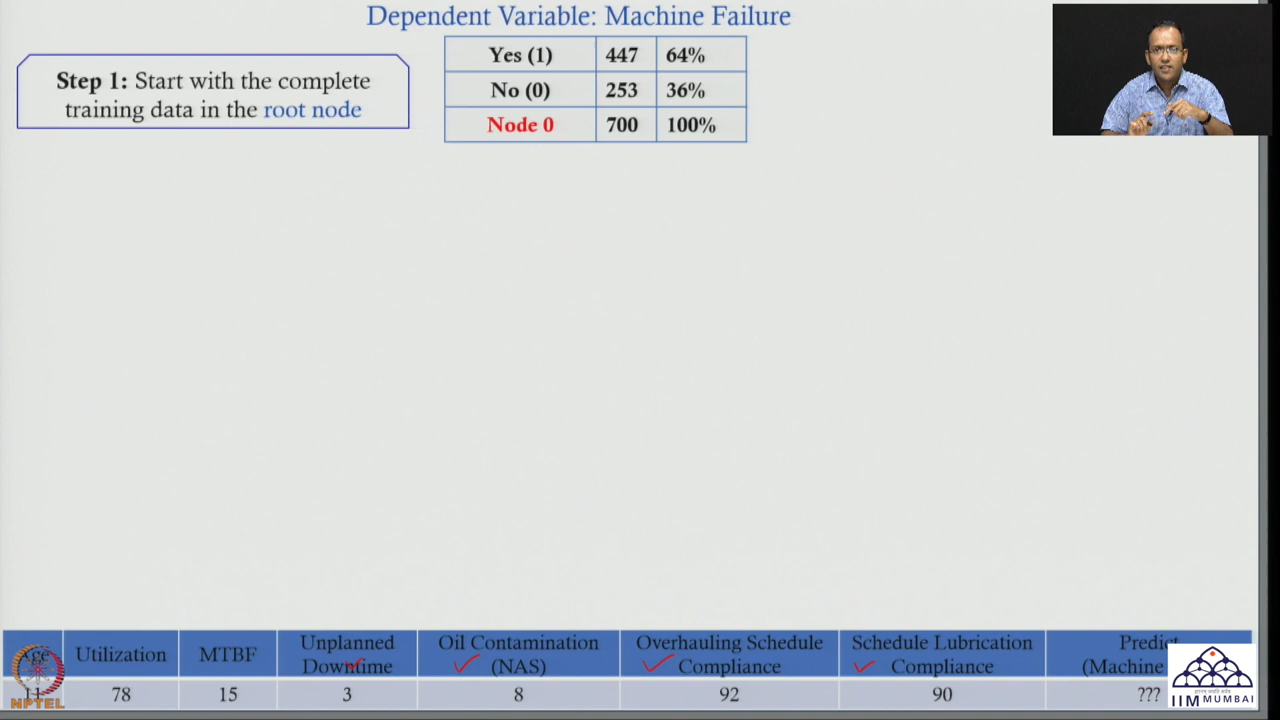 Dependent Variable: Machine Failure
Step 1: Start with the complete
training data in the root node
Yes (1) 447 64%
No (0) 253 36%
Node 0 700 100%
Age Utilization MTBF Unplanned Downtime Oil Contamination (NAS) Overhauling Schedule Compliance Schedule Lubrication Compliance Predict (Machine
11 78 15 3 8 92 90 ???
NPTEL
IIM MUMBAI